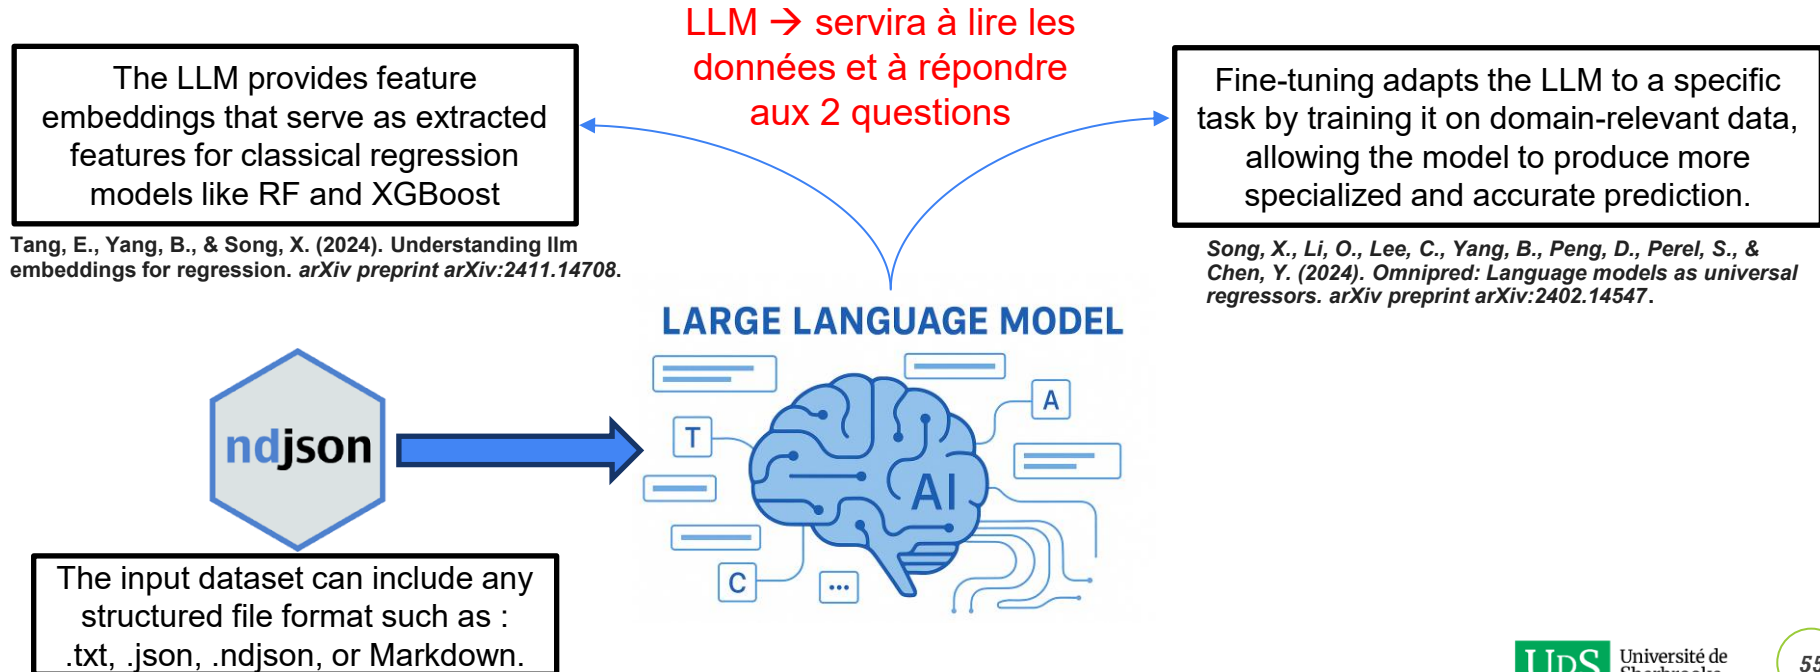 LLM → servira à lire les
données et à répondre
aux 2 questions
The LLM provides feature
embeddings that serve as extracted
features for classical regression
models like RF and XGBoost
Tang, E., Yang, B., & Song, X. (2024). Understanding llm
embeddings for regression. arXiv preprint arXiv:2411.14708.
Fine-tuning adapts the LLM to a specific
task by training it on domain-relevant data,
allowing the model to produce more
specialized and accurate prediction.
Song, X., Li, O., Lee, C., Yang, B., Peng, D., Perel, S., &
Chen, Y. (2024). Omnipred: Language models as universal
regressors. arXiv preprint arXiv:2402.14547.
LARGE LANGUAGE MODEL
T
A
AI
C
...
ndjson
The input dataset can include any
structured file format such as :
.txt, .json, .ndjson, or Markdown.
UDS
Université de
Sherbrooke
55